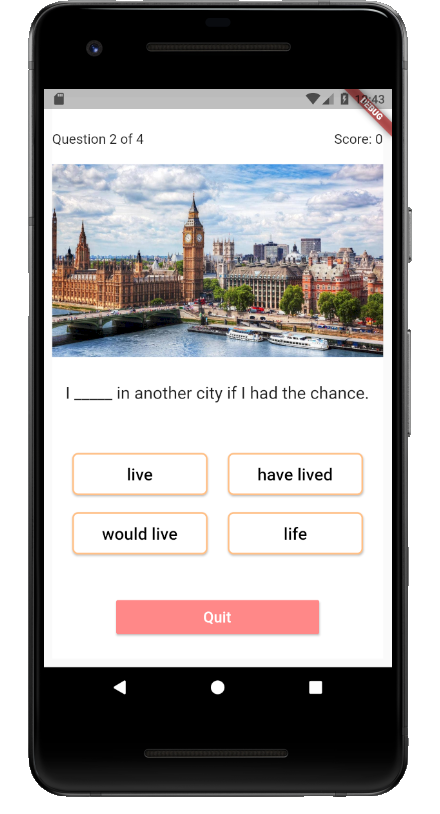 12:43
DEBUG
Question 2 of 4
Score: 0
I _____ in another city if I had the chance.
live
have lived
would live
life
Quit